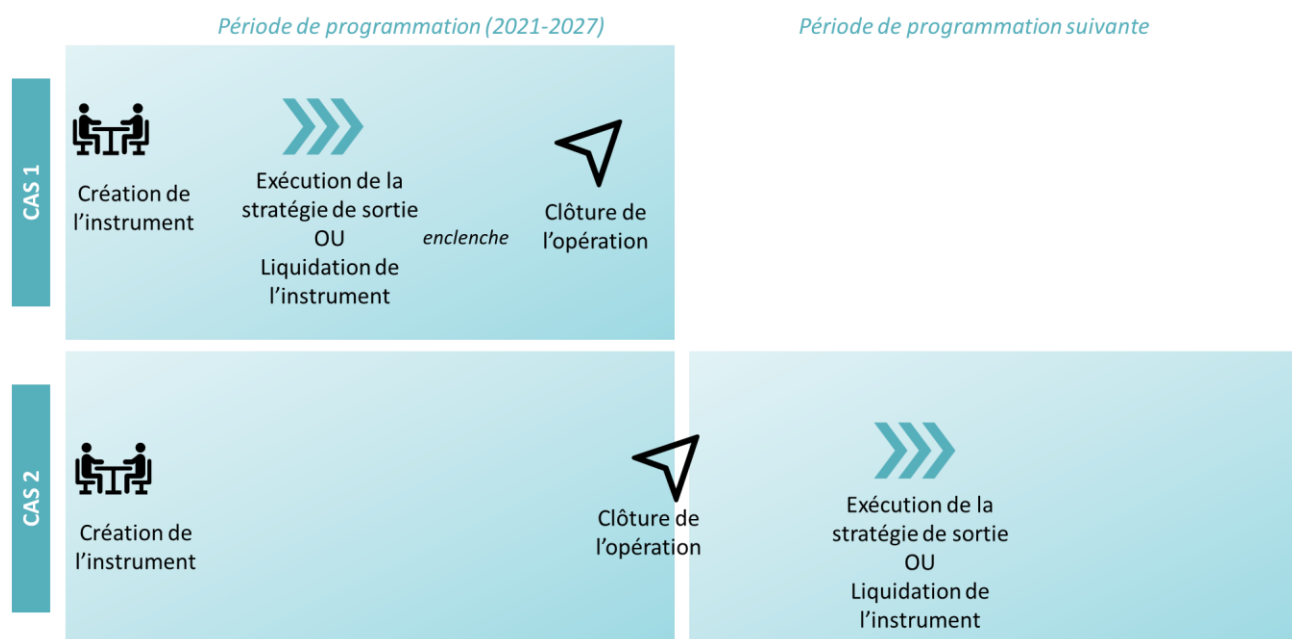 Période de programmation (2021-2027)
Période de programmation suivante
CAS 1
Création de
l’instrument
Exécution de la
stratégie de sortie
OU
Liquidation de
l’instrument
enclenche
Clôture de
l’opération
CAS 2
Création de
l’instrument
Clôture de
l’opération
Exécution de la
stratégie de sortie
OU
Liquidation de
l’instrument